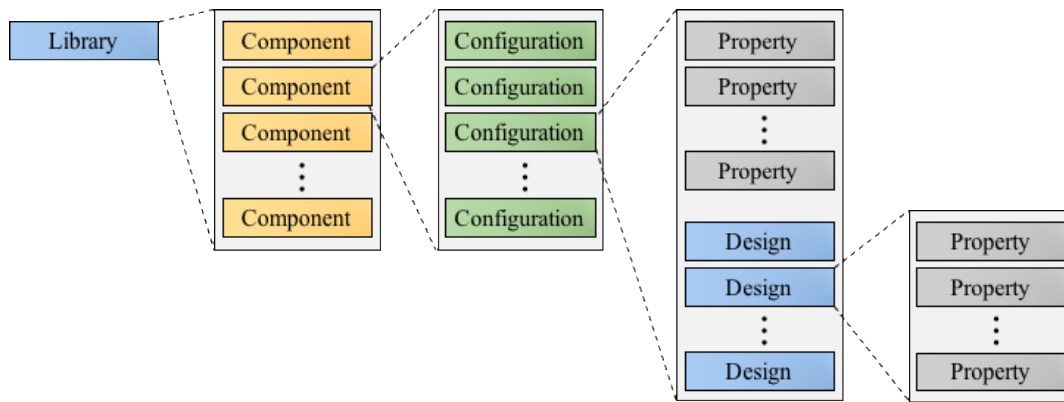 Library
Component
Component
Component
Component
Configuration
Configuration
Configuration
Configuration
Property
Property
Property
Design
Design
Design
Property
Property
Property